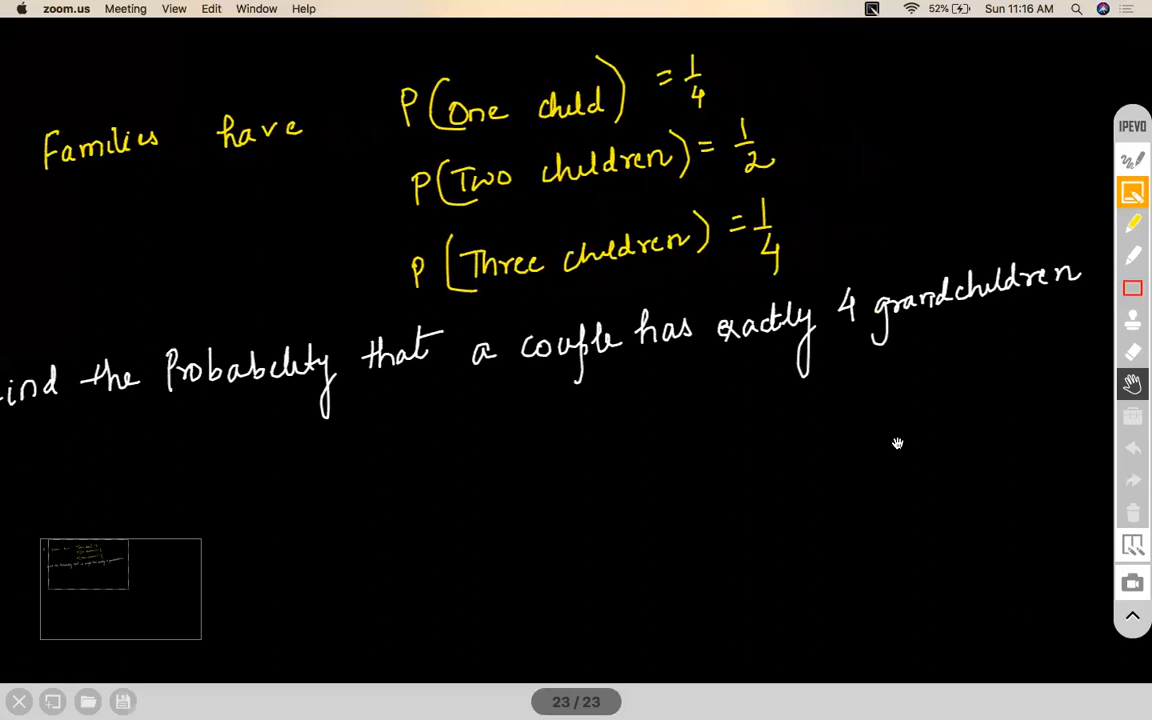 zoom.us Meeting View Edit Window Help 52% Sun 11:16 AM
P(One child) = 1/4
Families have
P(Two children) = 1/2
P(Three children) = 1/4
ind the Probability that a couple has exactly 4 grandchildren
IPEVO
23 / 23